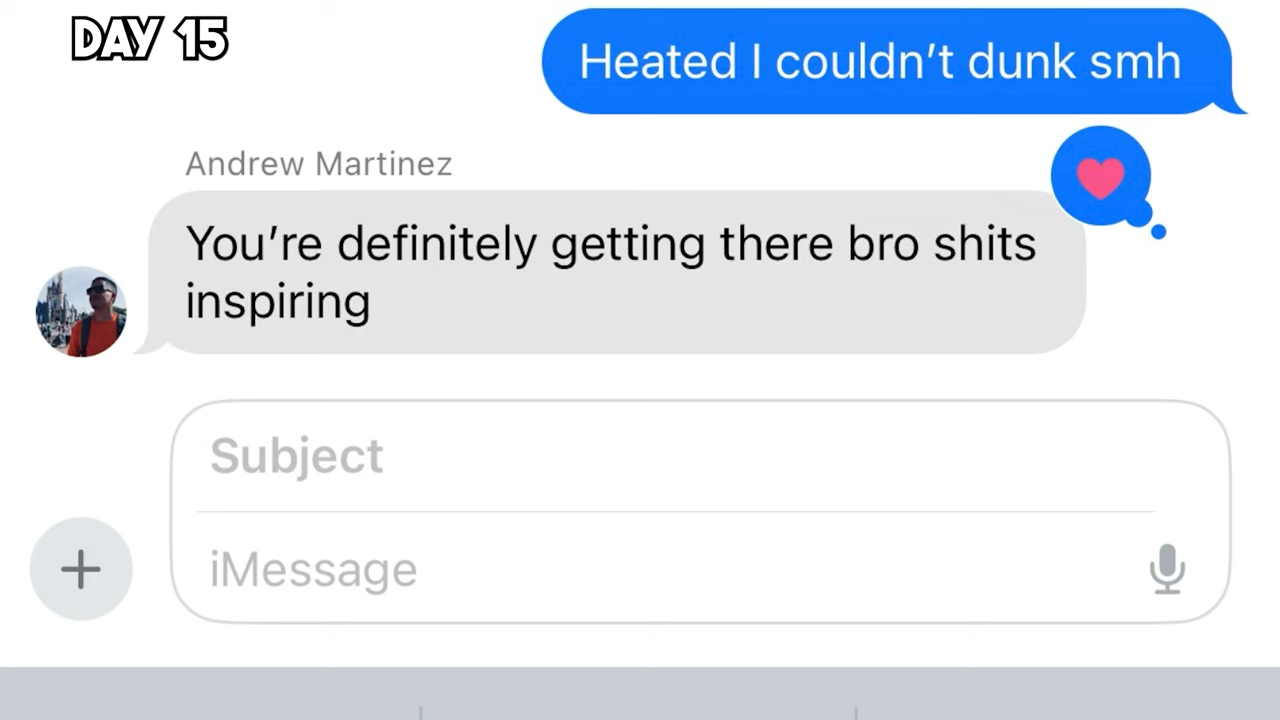 DAY 15
Heated I couldn’t dunk smh
Andrew Martinez
You’re definitely getting there bro shits
inspiring
Subject
iMessage